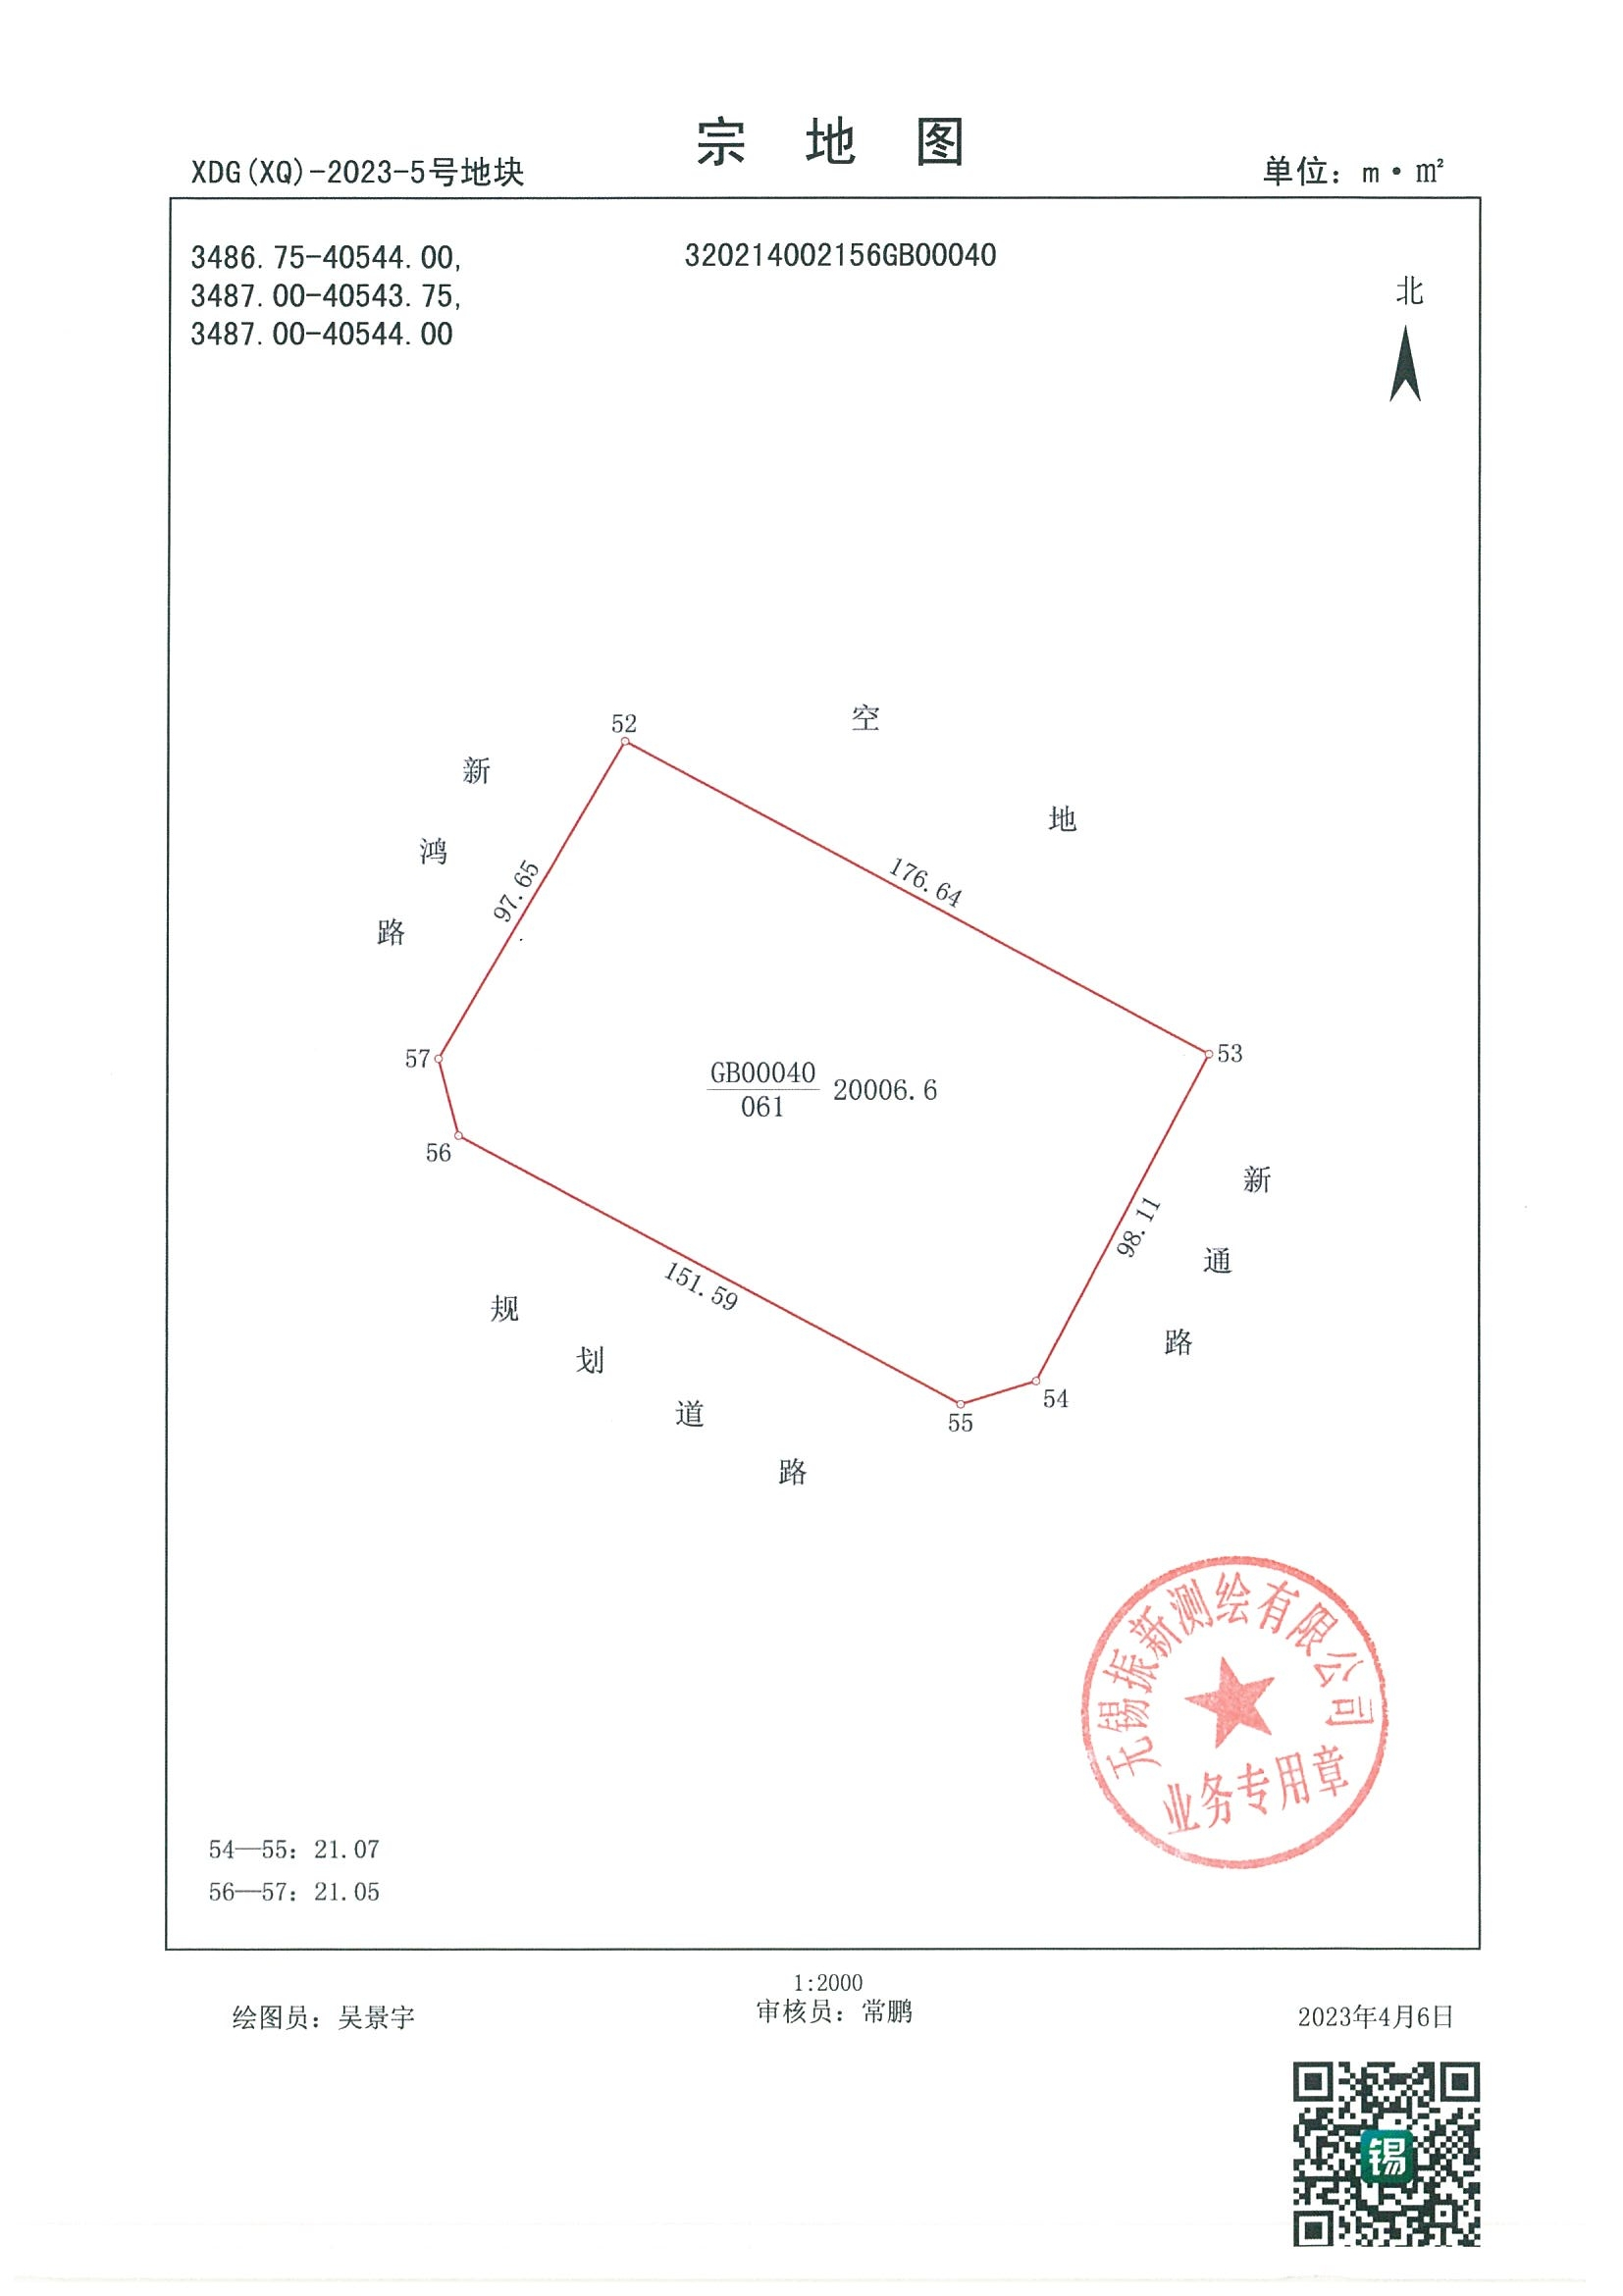 宗 地 图
XDG(XQ)-2023-5号地块
单位：m·㎡
3486.75-40544.00,
3487.00-40543.75,
3487.00-40544.00
320214002156GB00040
北
52
空地
新鸿路
97.65
176.64
57
53
GB00040
061
20006.6
56
新通路
98.11
151.59
规划道路
54
55
无锡振新测绘有限公司
业务专用章
54—55：21.07
56—57：21.05
1:2000
绘图员：吴景宇
审核员：常鹏
2023年4月6日
锡